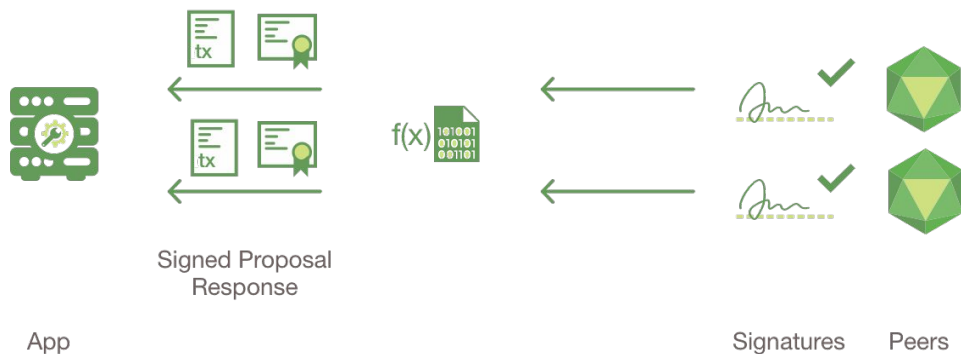 tx
f(x)
101001
010101
001101
tx
Signed Proposal
Response
App
Signatures
Peers